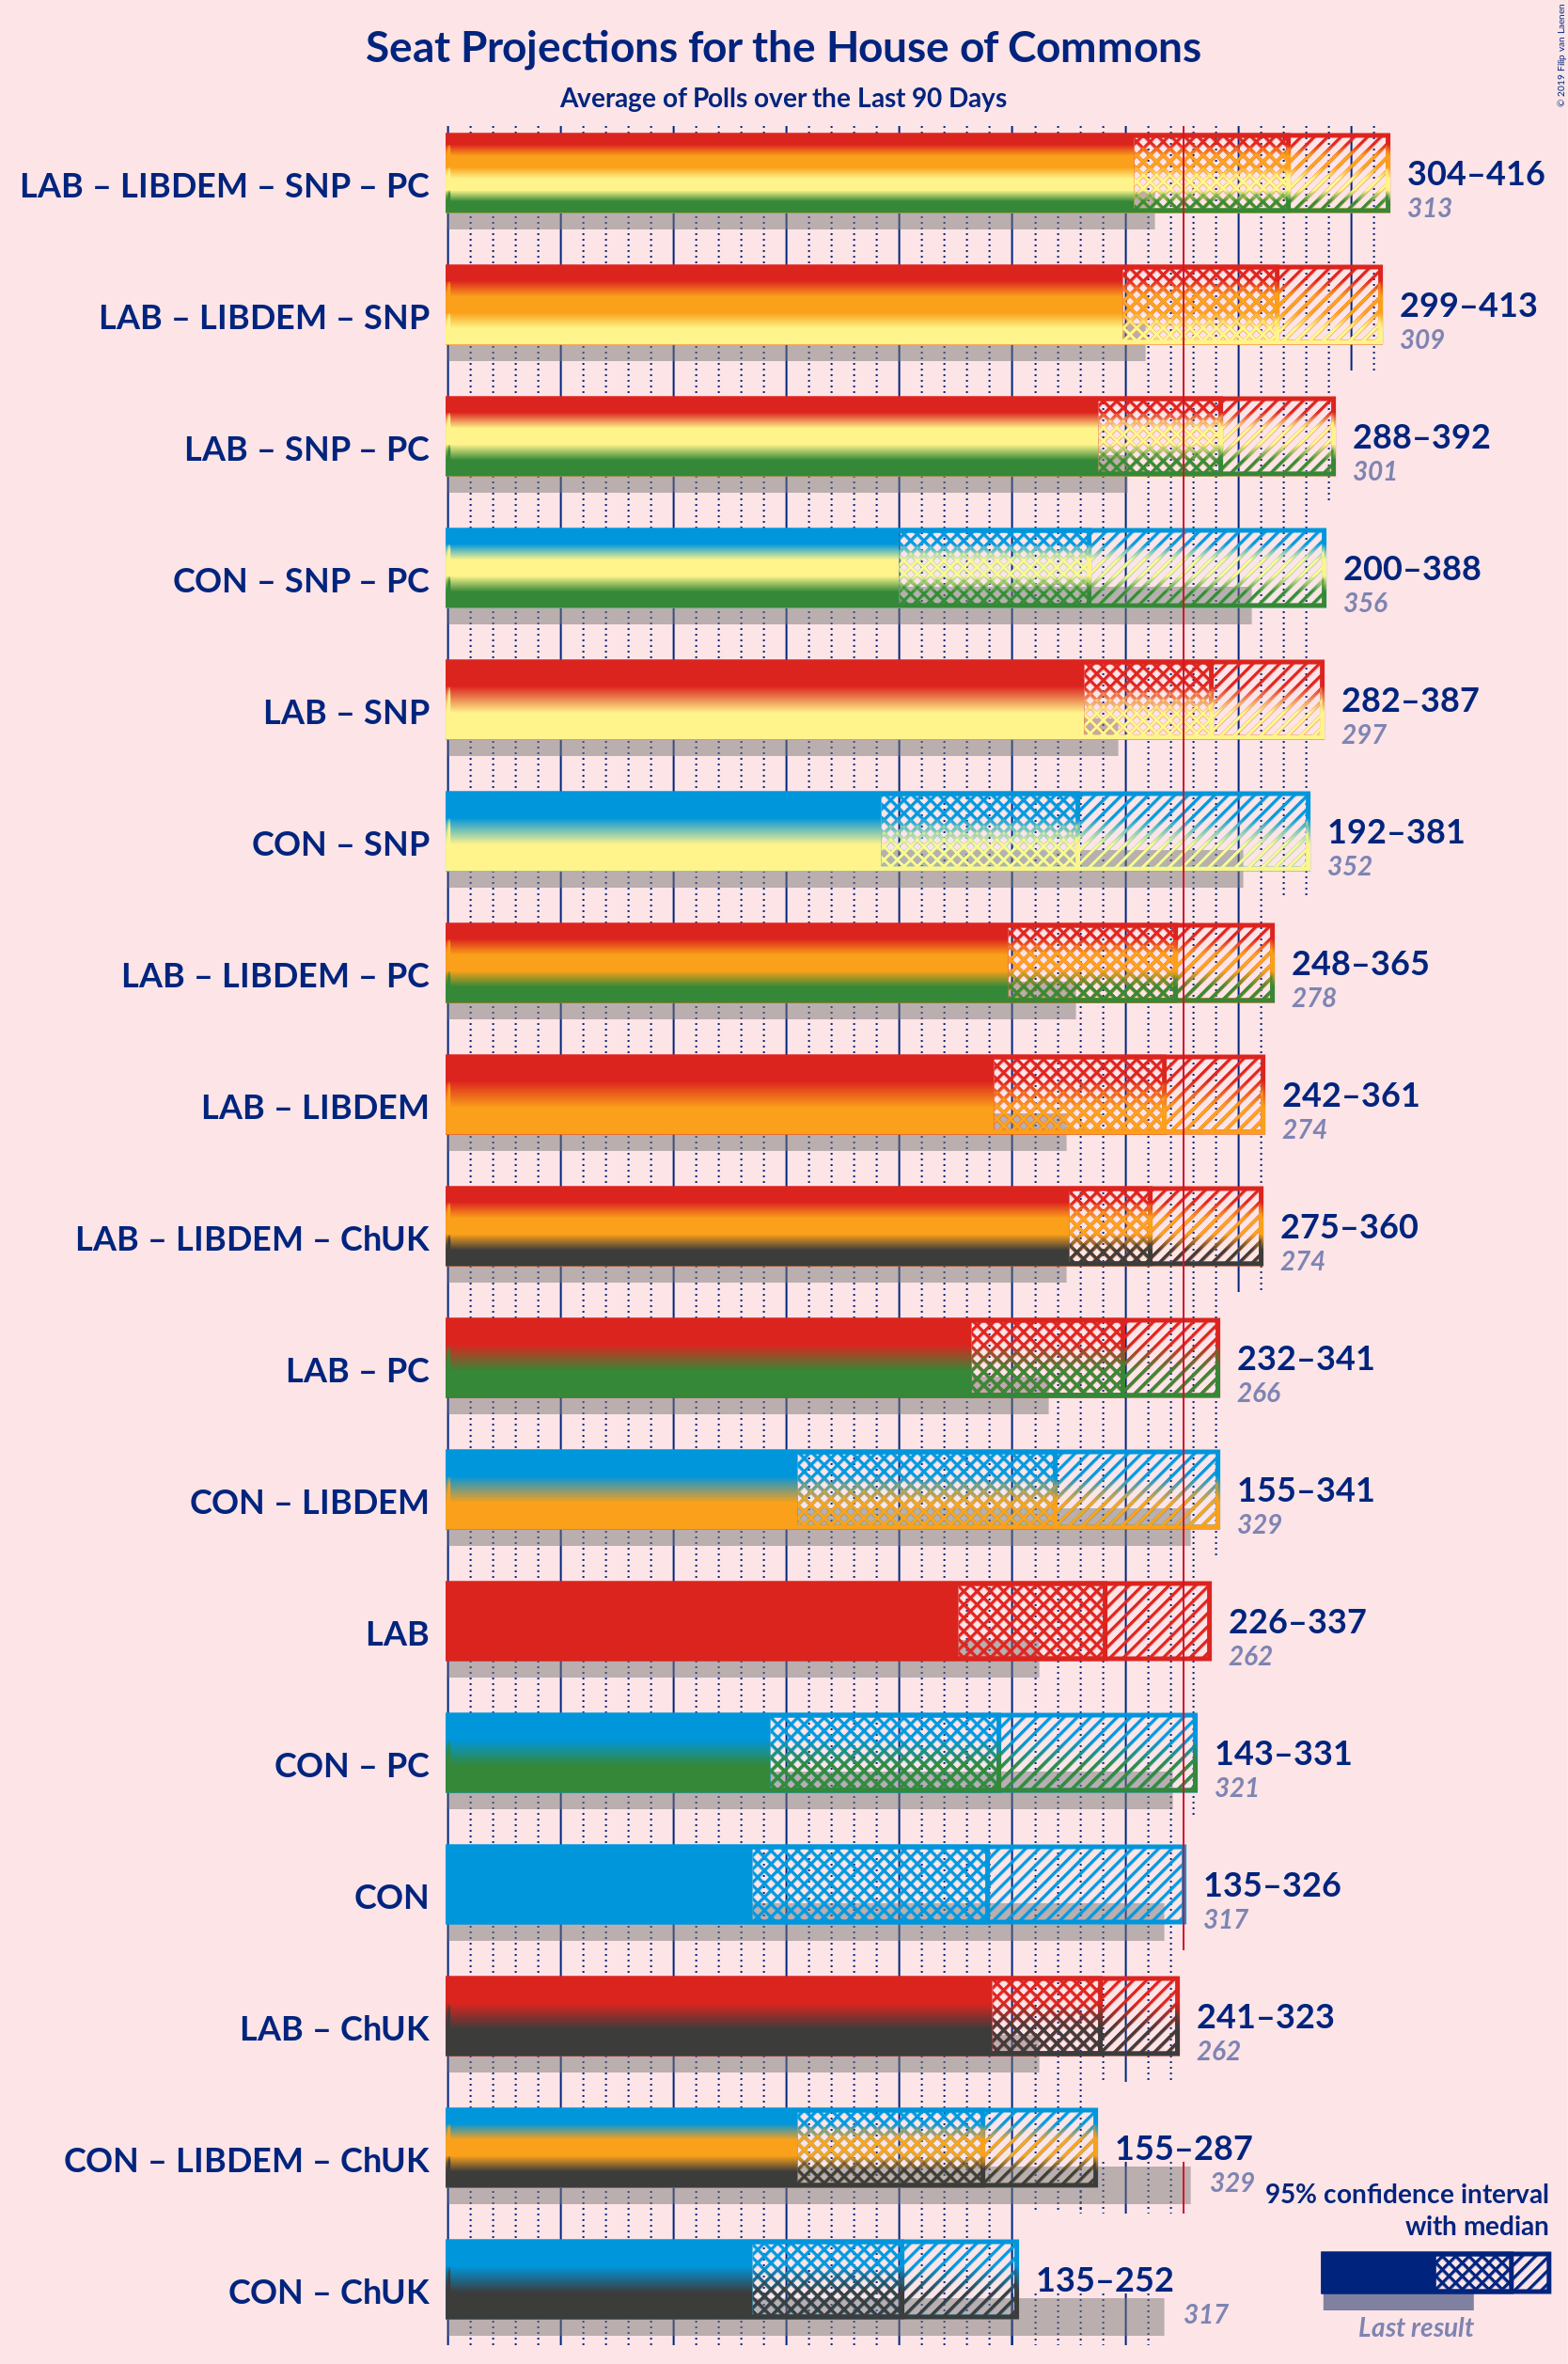 Seat Projections for the House of Commons
Average of Polls over the Last 90 Days
© 2019 Filip van Laenen
LAB – LIBDEM – SNP – PC
304–416
313
LAB – LIBDEM – SNP
299–413
309
LAB – SNP – PC
288–392
301
CON – SNP – PC
200–388
356
LAB – SNP
282–387
297
CON – SNP
192–381
352
LAB – LIBDEM – PC
248–365
278
LAB – LIBDEM
242–361
274
LAB – LIBDEM – ChUK
275–360
274
LAB – PC
232–341
266
CON – LIBDEM
155–341
329
LAB
226–337
262
CON – PC
143–331
321
CON
135–326
317
LAB – ChUK
241–323
262
CON – LIBDEM – ChUK
155–287
329
CON – ChUK
135–252
317
95% confidence interval
with median
Last result